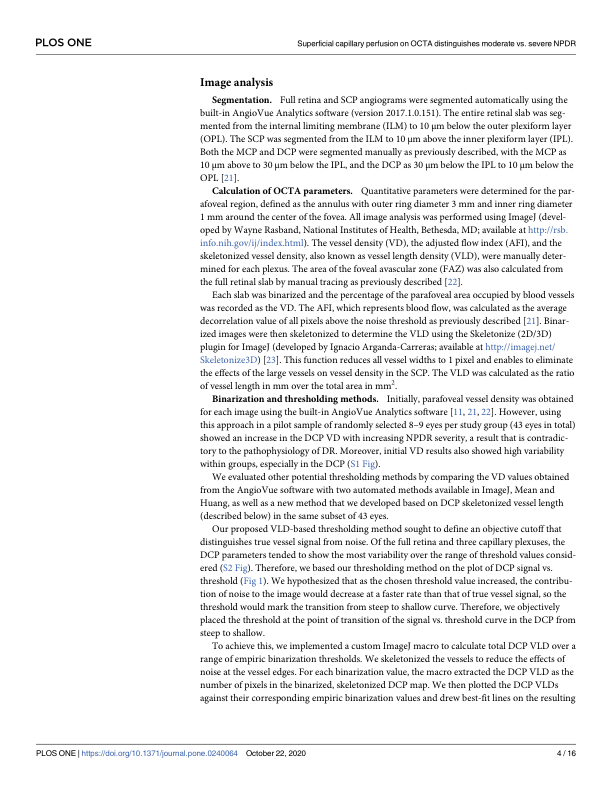 PLOS ONE
Superficial capillary perfusion on OCTA distinguishes moderate vs. severe NPDR
Image analysis
Segmentation. Full retina and SCP angiograms were segmented automatically using the
built-in AngioVue Analytics software (version 2017.1.0.151). The entire retinal slab was seg-
mented from the internal limiting membrane (ILM) to 10 μm below the outer plexiform layer
(OPL). The SCP was segmented from the ILM to 10 μm above the inner plexiform layer (IPL).
Both the MCP and DCP were segmented manually as previously described, with the MCP as
10 μm above to 30 μm below the IPL, and the DCP as 30 μm below the IPL to 10 μm below the
OPL [21].
Calculation of OCTA parameters. Quantitative parameters were determined for the par-
afoveal region, defined as the annulus with outer ring diameter 3 mm and inner ring diameter
1 mm around the center of the fovea. All image analysis was performed using ImageJ (devel-
oped by Wayne Rasband, National Institutes of Health, Bethesda, MD; available at http://rsb.
info.nih.gov/ij/index.html). The vessel density (VD), the adjusted flow index (AFI), and the
skeletonized vessel density, also known as vessel length density (VLD), were manually deter-
mined for each plexus. The area of the foveal avascular zone (FAZ) was also calculated from
the full retinal slab by manual tracing as previously described [22].
Each slab was binarized and the percentage of the parafoveal area occupied by blood vessels
was recorded as the VD. The AFI, which represents blood flow, was calculated as the average
decorrelation value of all pixels above the noise threshold as previously described [21]. Binar-
ized images were then skeletonized to determine the VLD using the Skeletonize (2D/3D)
plugin for ImageJ (developed by Ignacio Arganda-Carreras; available at http://imagej.net/
Skeletonize3D) [23]. This function reduces all vessel widths to 1 pixel and enables to eliminate
the effects of the large vessels on vessel density in the SCP. The VLD was calculated as the ratio
of vessel length in mm over the total area in mm².
Binarization and thresholding methods. Initially, parafoveal vessel density was obtained
for each image using the built-in AngioVue Analytics software [11, 21, 22]. However, using
this approach in a pilot sample of randomly selected 8–9 eyes per study group (43 eyes in total)
showed an increase in the DCP VD with increasing NPDR severity, a result that is contradic-
tory to the pathophysiology of DR. Moreover, initial VD results also showed high variability
within groups, especially in the DCP (S1 Fig).
We evaluated other potential thresholding methods by comparing the VD values obtained
from the AngioVue software with two automated methods available in ImageJ, Mean and
Huang, as well as a new method that we developed based on DCP skeletonized vessel length
(described below) in the same subset of 43 eyes.
Our proposed VLD-based thresholding method sought to define an objective cutoff that
distinguishes true vessel signal from noise. Of the full retina and three capillary plexuses, the
DCP parameters tended to show the most variability over the range of threshold values consid-
ered (S2 Fig). Therefore, we based our thresholding method on the plot of DCP signal vs.
threshold (Fig 1). We hypothesized that as the chosen threshold value increased, the contribu-
tion of noise to the image would decrease at a faster rate than that of true vessel signal, so the
threshold would mark the transition from steep to shallow curve. Therefore, we objectively
placed the threshold at the point of transition of the signal vs. threshold curve in the DCP from
steep to shallow.
To achieve this, we implemented a custom ImageJ macro to calculate total DCP VLD over a
range of empiric binarization thresholds. We skeletonized the vessels to reduce the effects of
noise at the vessel edges. For each binarization value, the macro extracted the DCP VLD as the
number of pixels in the binarized, skeletonized DCP map. We then plotted the DCP VLDs
against their corresponding empiric binarization values and drew best-fit lines on the resulting
PLOS ONE | https://doi.org/10.1371/journal.pone.0240064 October 22, 2020
4 / 16